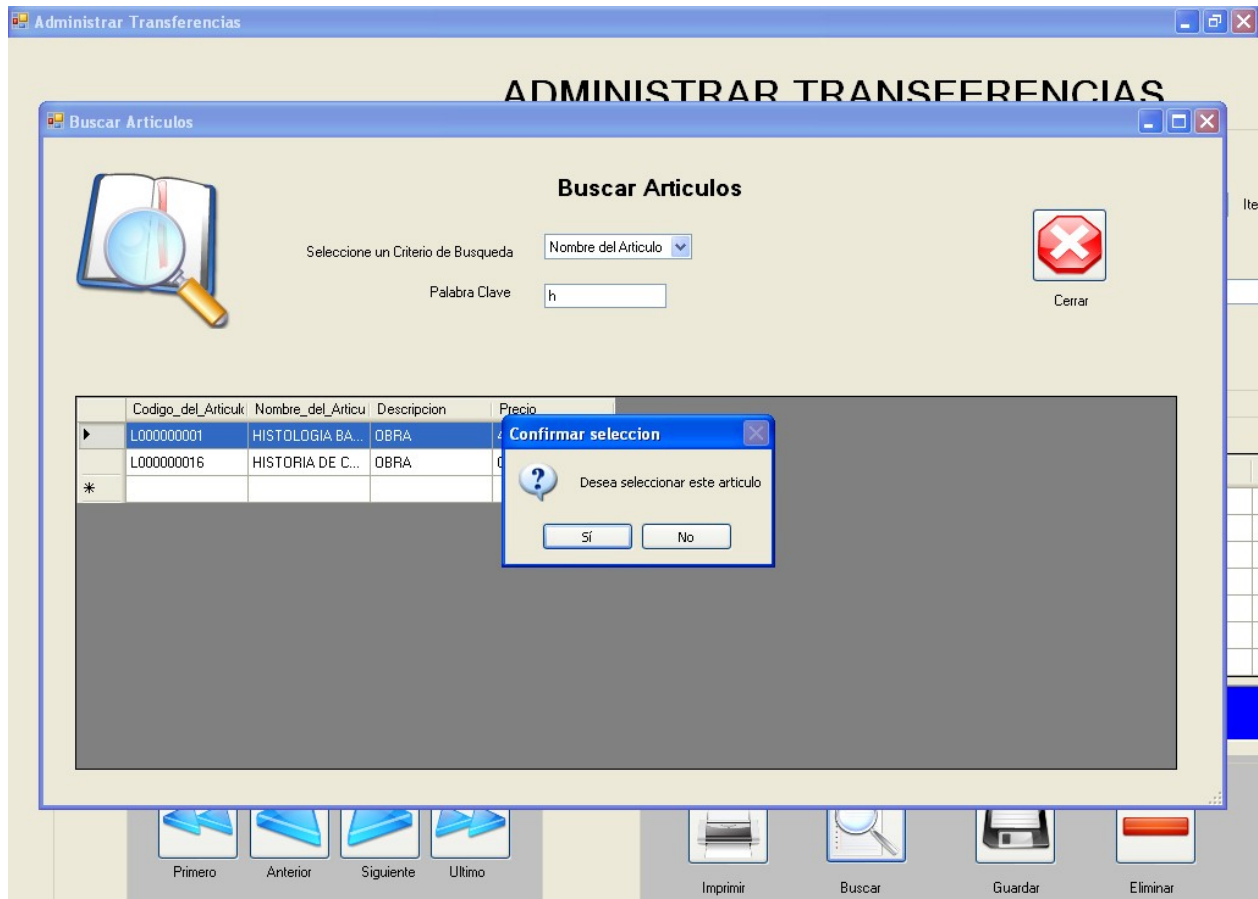 Administrar Transferencias
ADMINISTRAR TRANSFERENCIAS
Buscar Articulos
Buscar Articulos
Seleccione un Criterio de Busqueda
Nombre del Articulo
Palabra Clave
h
Cerrar
Codigo_del_Articul Nombre_del_Articu Descripcion Precio
L000000001 HISTOLOGIA BA... OBRA
L000000016 HISTORIA DE C... OBRA
Confirmar seleccion
Desea seleccionar este articulo
Sí No
Primero Anterior Siguiente Ultimo
Imprimir Buscar Guardar Eliminar